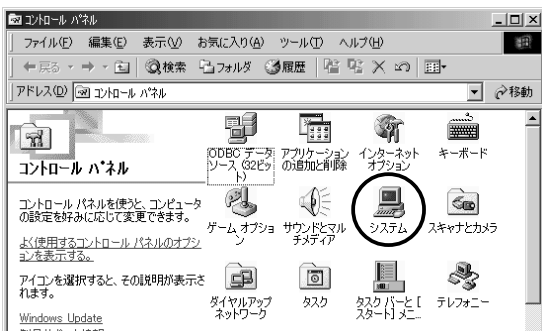 コントロール パネル
ファイル(F) 編集(E) 表示(V) お気に入り(A) ツール(T) ヘルプ(H)
戻る 検索 フォルダ 履歴
アドレス(D) コントロール パネル 移動
コントロール パネル
コントロール パネルを使うと、コンピュータ
の設定を好みに応じて変更できます。
よく使用するコントロール パネルのオプシ
ョンを表示する。
アイコンを選択すると、その説明が表示さ
れます。
Windows Update
ODBC データ
ソース (32ビッ
ト)
アプリケーション
の追加と削除
インターネット
オプション
キーボード
ゲーム オプショ
ン
サウンドとマル
チメディア
システム
スキャナとカメラ
ダイヤルアップ
ネットワーク
タスク
タスク バーと [
スタート] メニ...
テレフォニー